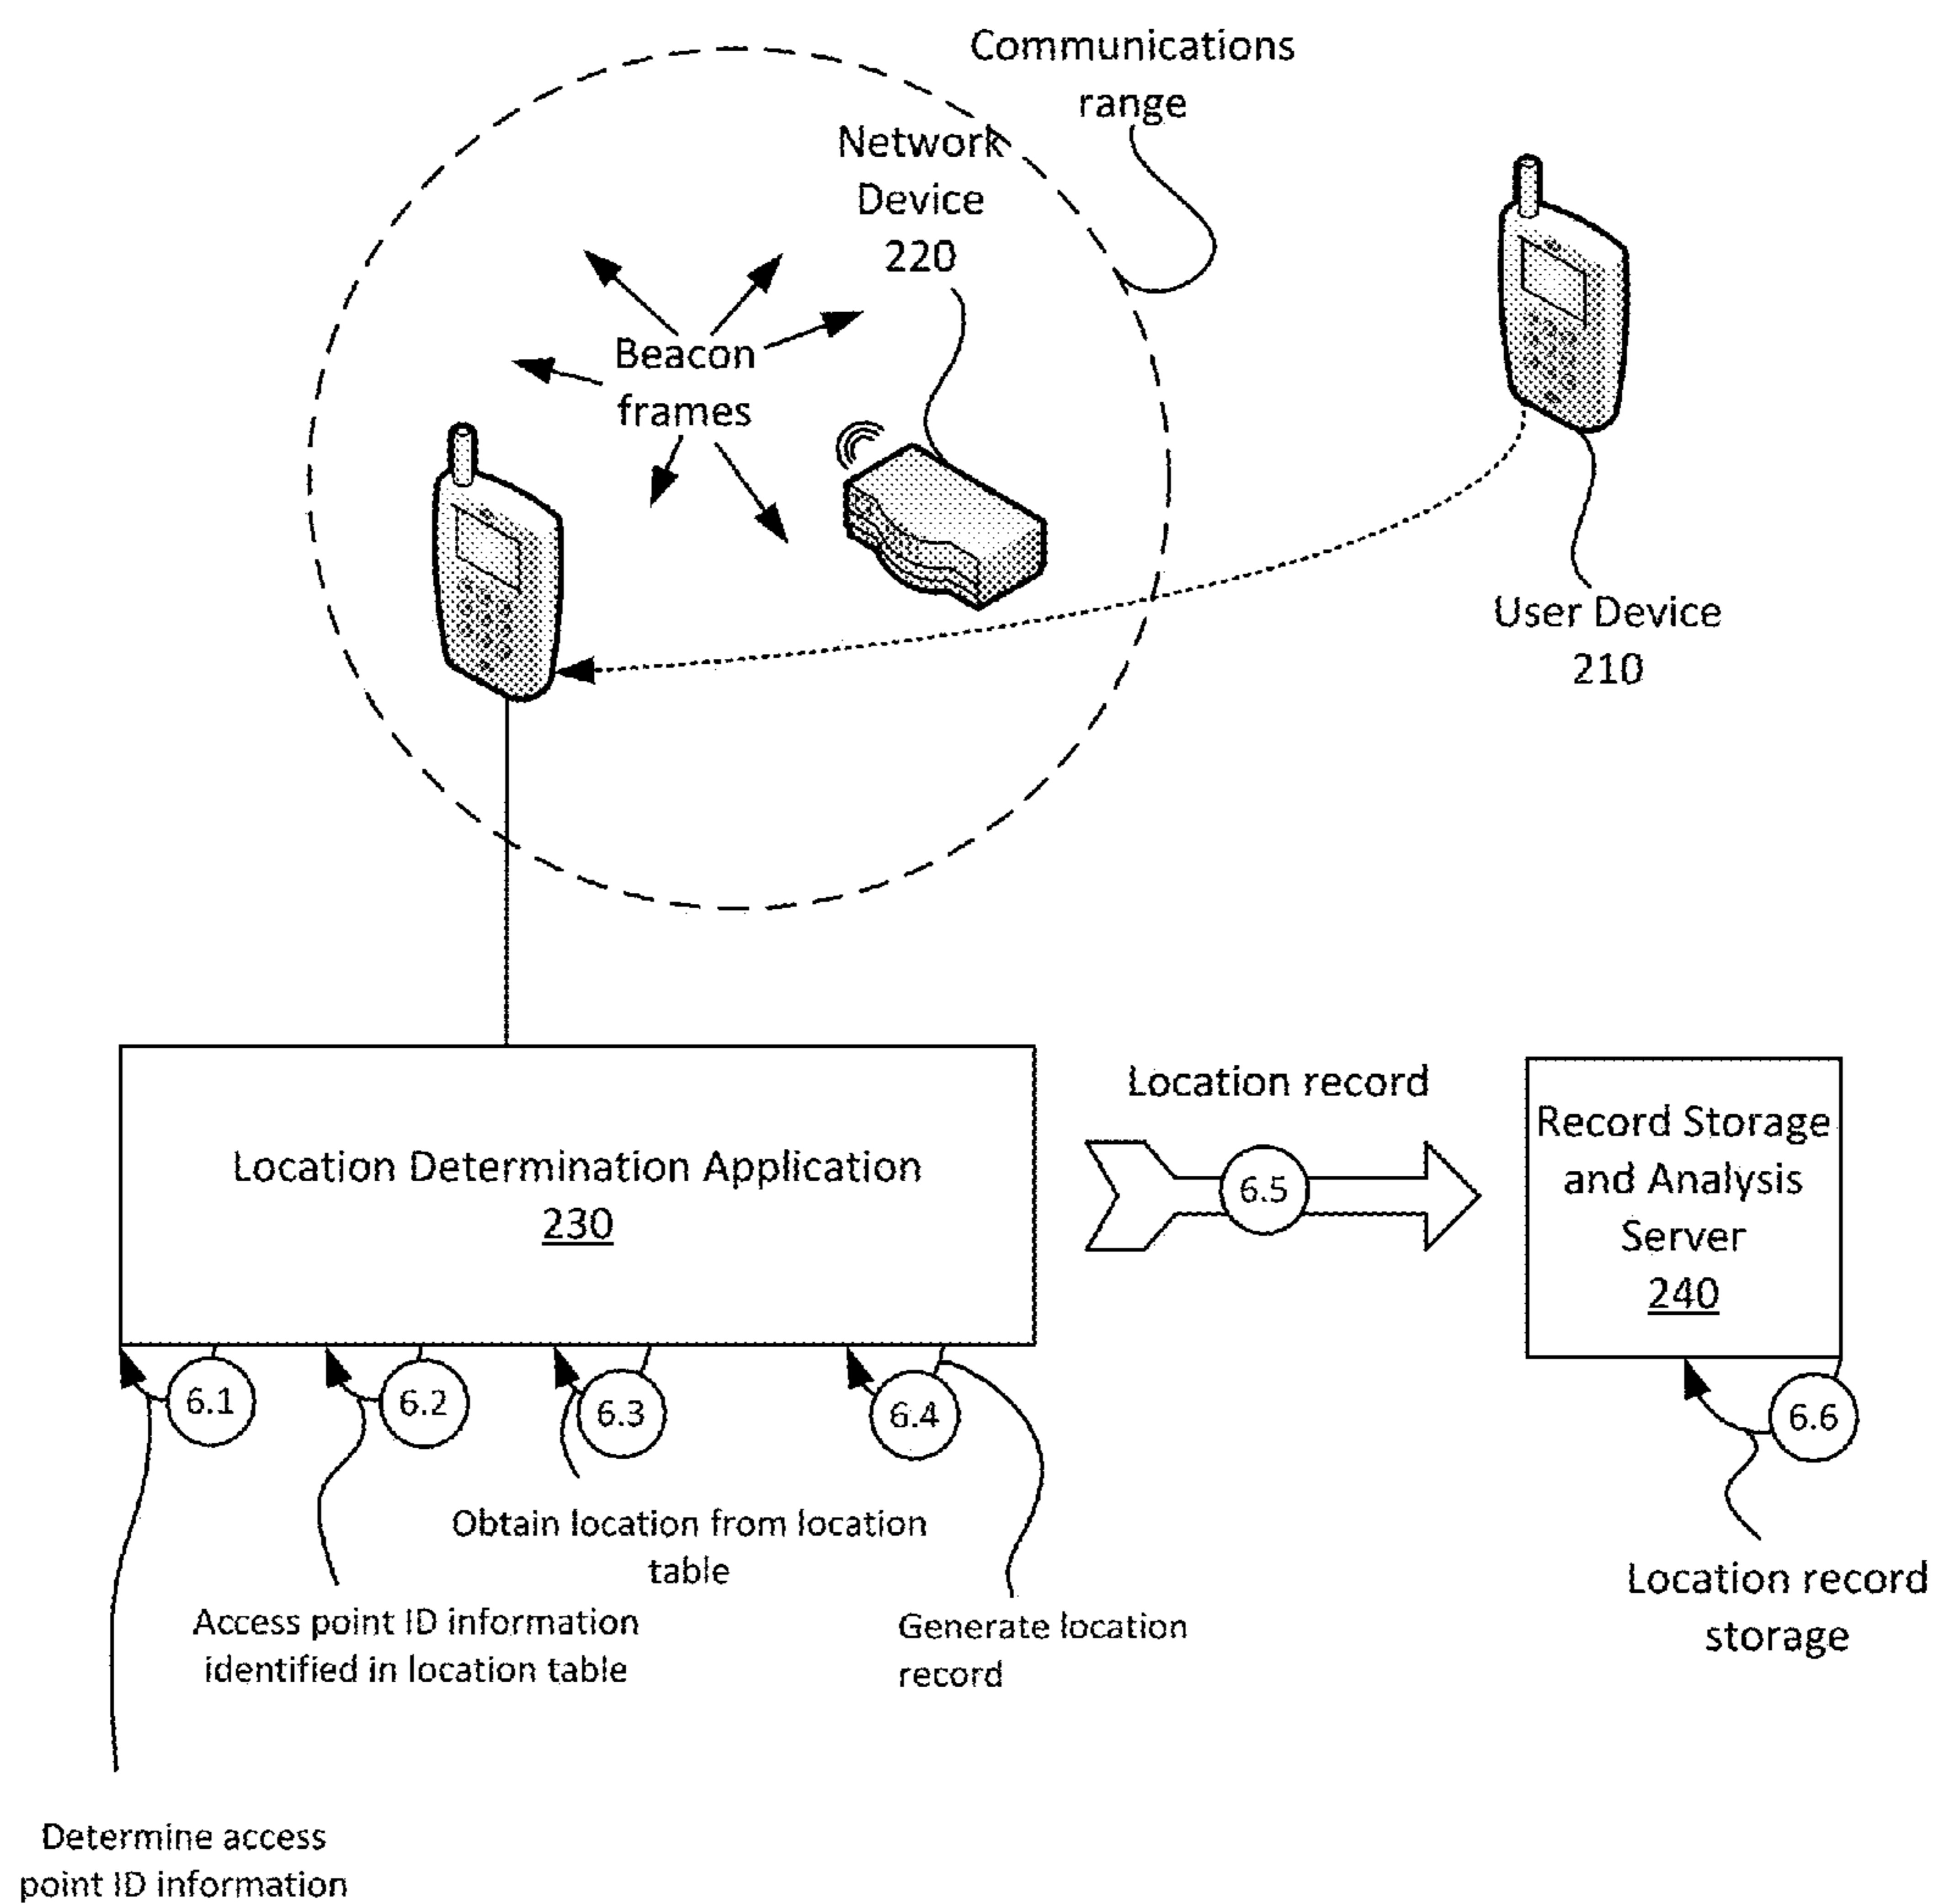 Communications
range
Network
Device
220
Beacon
frames
User Device
210
Location Determination Application
230
Location record
6.5
Record Storage
and Analysis
Server
240
6.1
6.2
6.3
6.4
6.6
Obtain location from location
table
Access point ID information
identified in location table
Generate location
record
Location record
storage
Determine access
point ID information